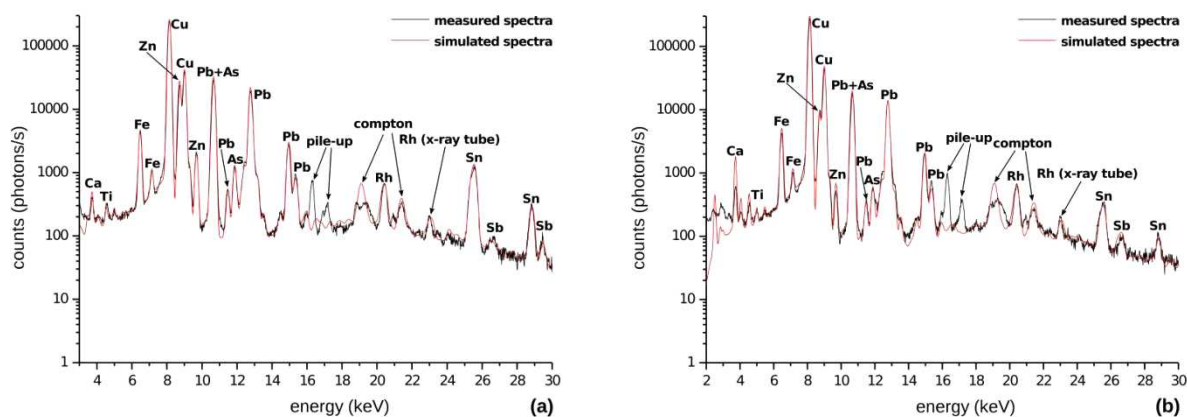 measured spectra
simulated spectra
100000
10000
1000
100
10
1
counts (photons/s)
Cu
Zn
Cu
Pb+As
Pb
Fe
Fe
Zn
Pb
As
Pb
Pb
pile-up
compton
Rh (x-ray tube)
Rh
Sn
Ca
Ti
Sb
Sn
Sb
4 6 8 10 12 14 16 18 20 22 24 26 28 30
energy (keV)
(a)
measured spectra
simulated spectra
100000
10000
1000
100
10
1
counts (photons/s)
Cu
Cu
Zn
Pb+As
Pb
Fe
Fe
Ca
Ti
Zn
Pb
As
Pb
Pb
pile-up
compton
Rh
Rh (x-ray tube)
Sn
Sb
Sn
2 4 6 8 10 12 14 16 18 20 22 24 26 28 30
energy (keV)
(b)